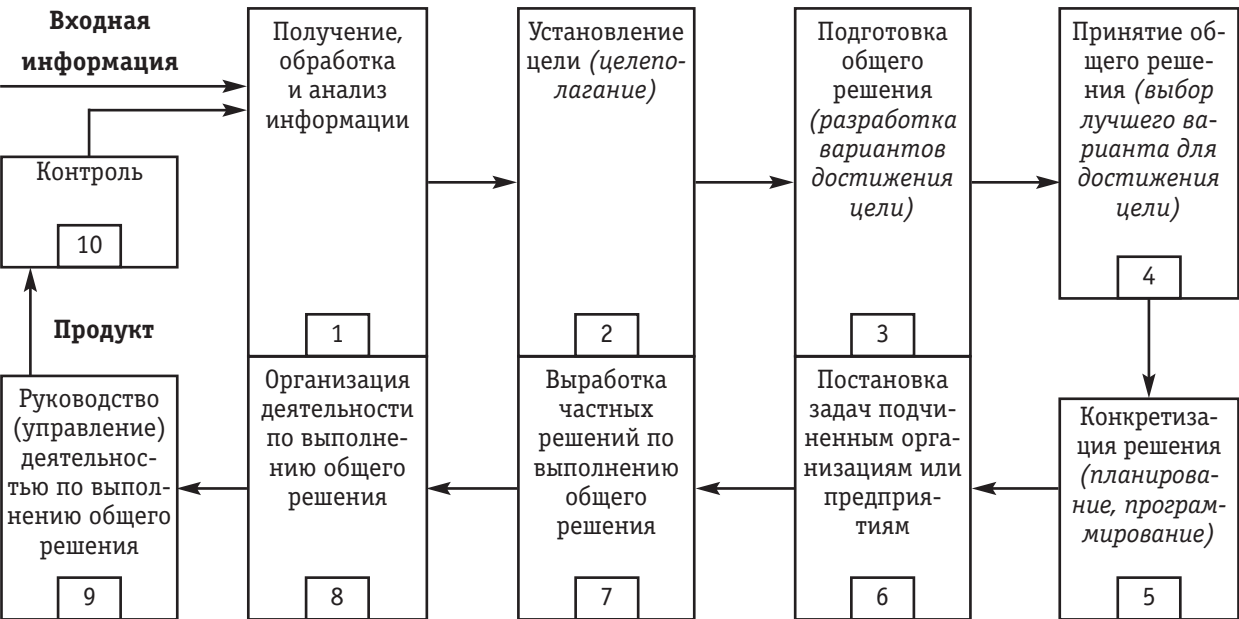 Входная
информация
Получение,
обработка
и анализ
информации
1
Установление
цели (целепо-
лагание)
2
Подготовка
общего
решения
(разработка
вариантов
достижения
цели)
3
Принятие об-
щего реше-
ния (выбор
лучшего ва-
рианта для
достижения
цели)
4
Конкретиза-
ция решения
(планирова-
ние, програм-
мирование)
5
Постановка
задач подчи-
ненным орга-
низациям или
предприя-
тиям
6
Выработка
частных
решений по
выполнению
общего
решения
7
Организация
деятельности
по выполне-
нию общего
решения
8
Руководство
(управление)
деятельнос-
тью по выпол-
нению общего
решения
9
Продукт
Контроль
10